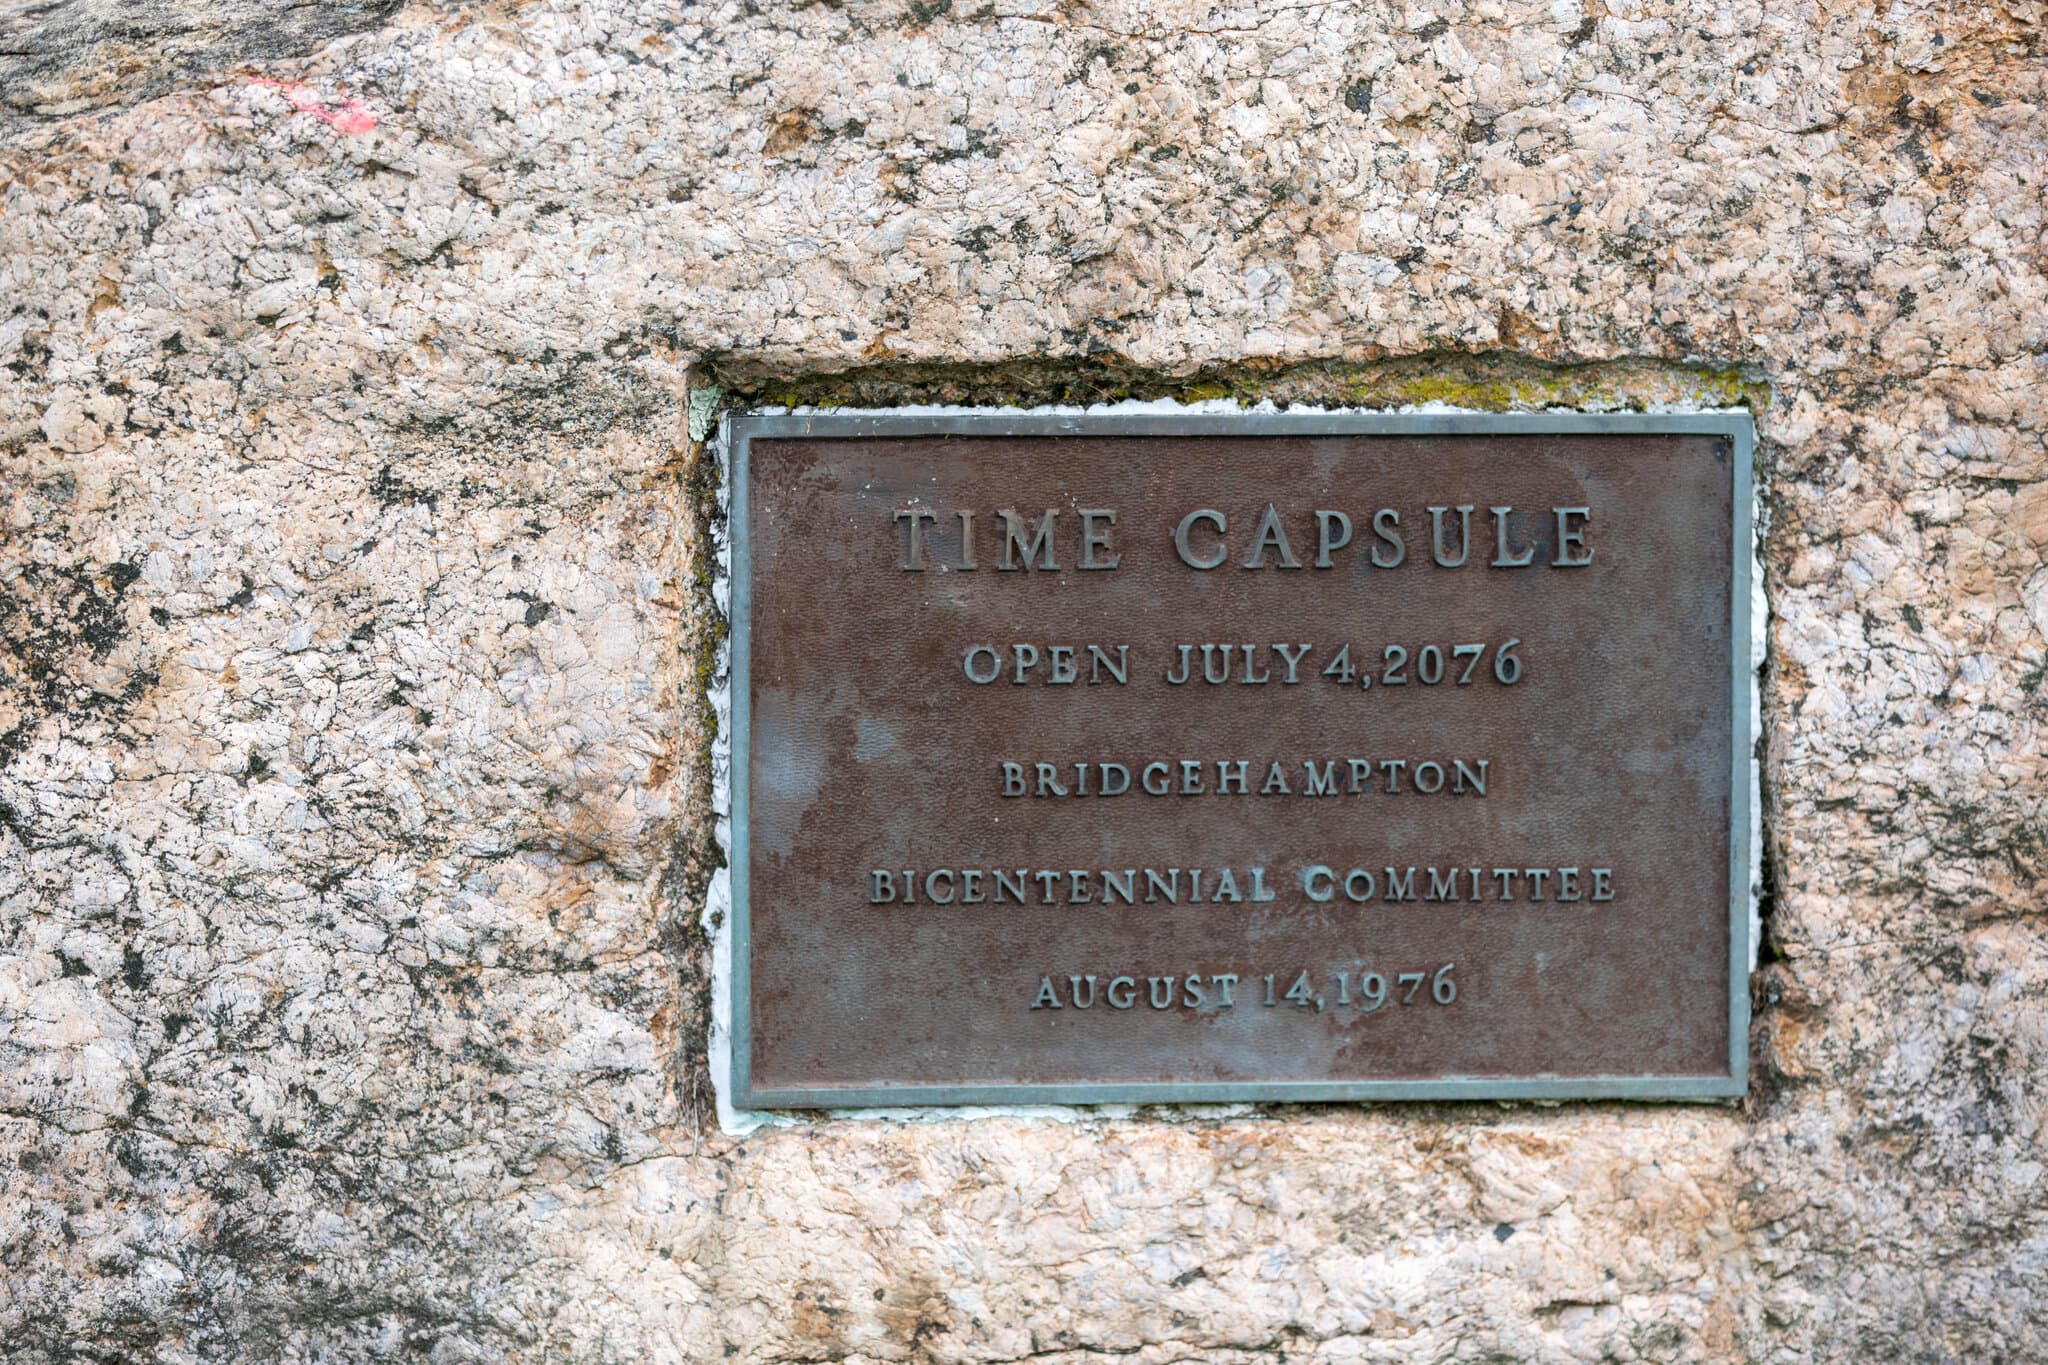 TIME CAPSULE
OPEN JULY 4, 2076
BRIDGEHAMPTON
BICENTENNIAL COMMITTEE
AUGUST 14, 1976